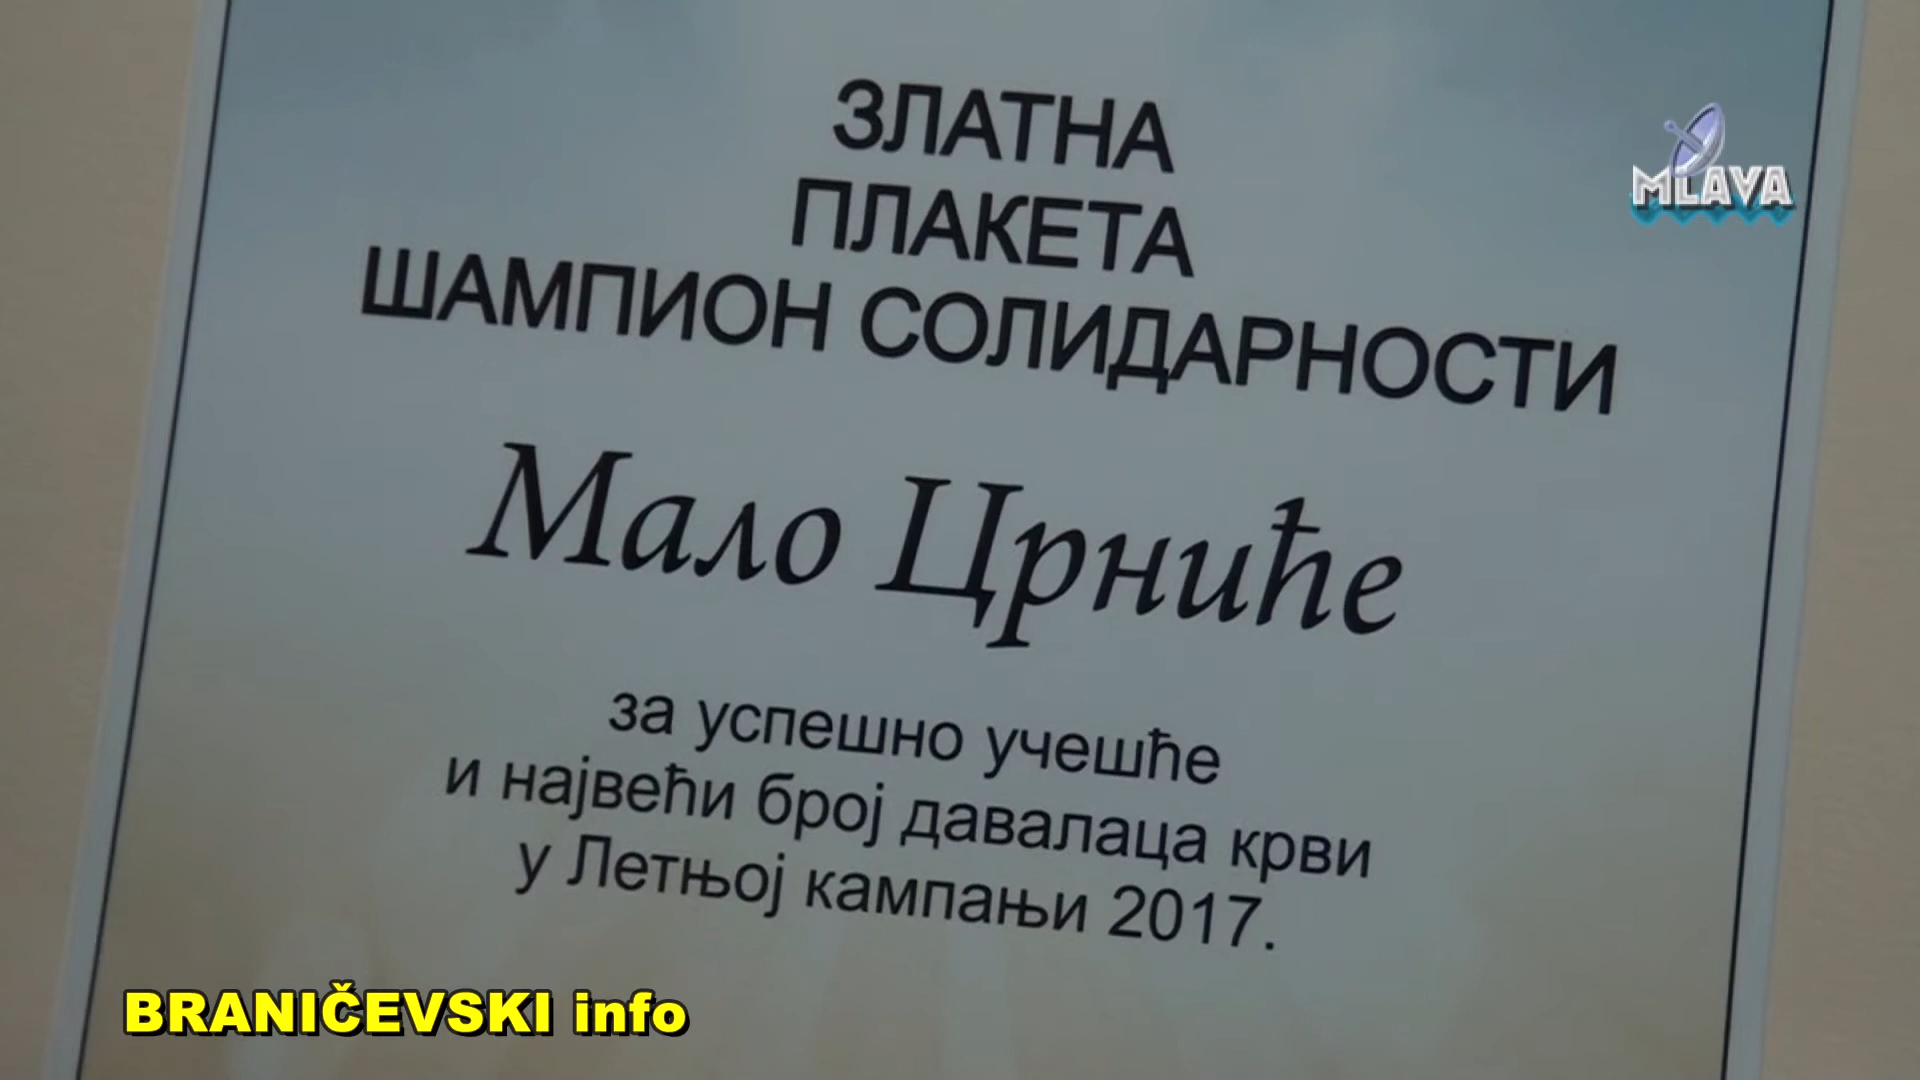 ЗЛАТНА
ПЛАКЕТА
ШАМПИОН СОЛИДАРНОСТИ
MLAVA
Мало Црниће
за успешно учешће
и највећи број давалаца крви
у Летњој кампањи 2017.
BRANIČEVSKI info